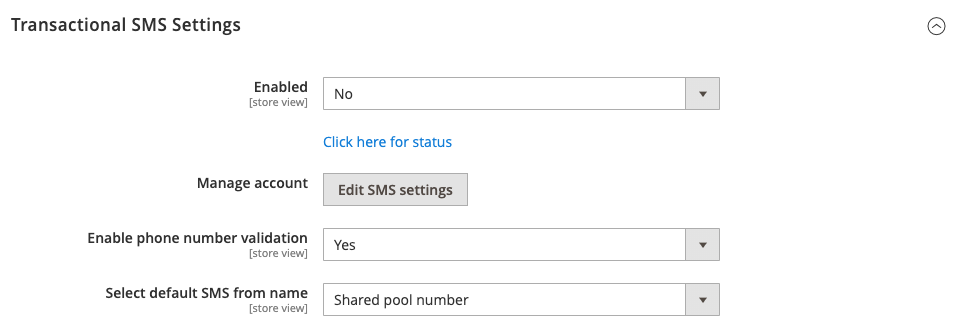 Transactional SMS Settings
Enabled
[store view]
No
Click here for status
Manage account
Edit SMS settings
Enable phone number validation
[store view]
Yes
Select default SMS from name
[store view]
Shared pool number